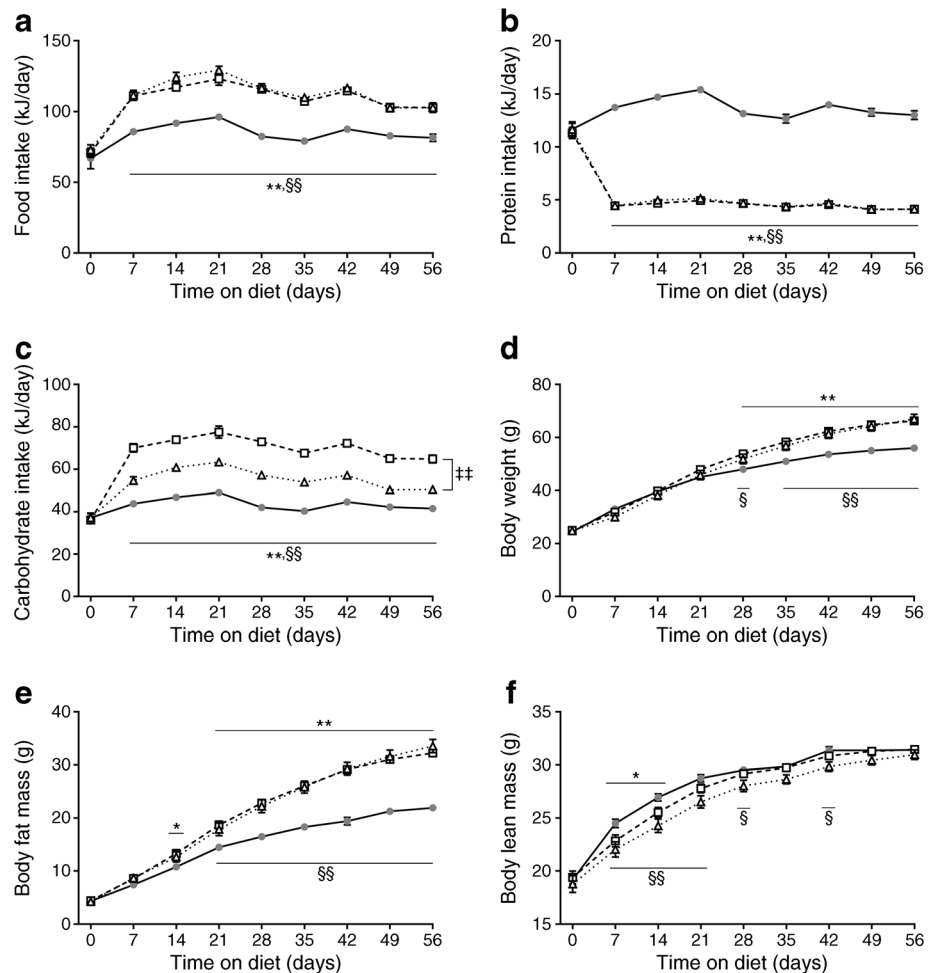 a
Food intake (kJ/day)
150
100
50
0
**,§§
0 7 14 21 28 35 42 49 56
Time on diet (days)
b
Protein intake (kJ/day)
20
15
10
5
0
**,§§
0 7 14 21 28 35 42 49 56
Time on diet (days)
c
Carbohydrate intake (kJ/day)
100
80
60
40
20
0
‡‡
**,§§
0 7 14 21 28 35 42 49 56
Time on diet (days)
d
Body weight (g)
80
60
40
20
0
**
§ §§
0 7 14 21 28 35 42 49 56
Time on diet (days)
e
Body fat mass (g)
40
30
20
10
0
**
*
§§
0 7 14 21 28 35 42 49 56
Time on diet (days)
f
Body lean mass (g)
35
30
25
20
15
*
§ §
§§
0 7 14 21 28 35 42 49 56
Time on diet (days)